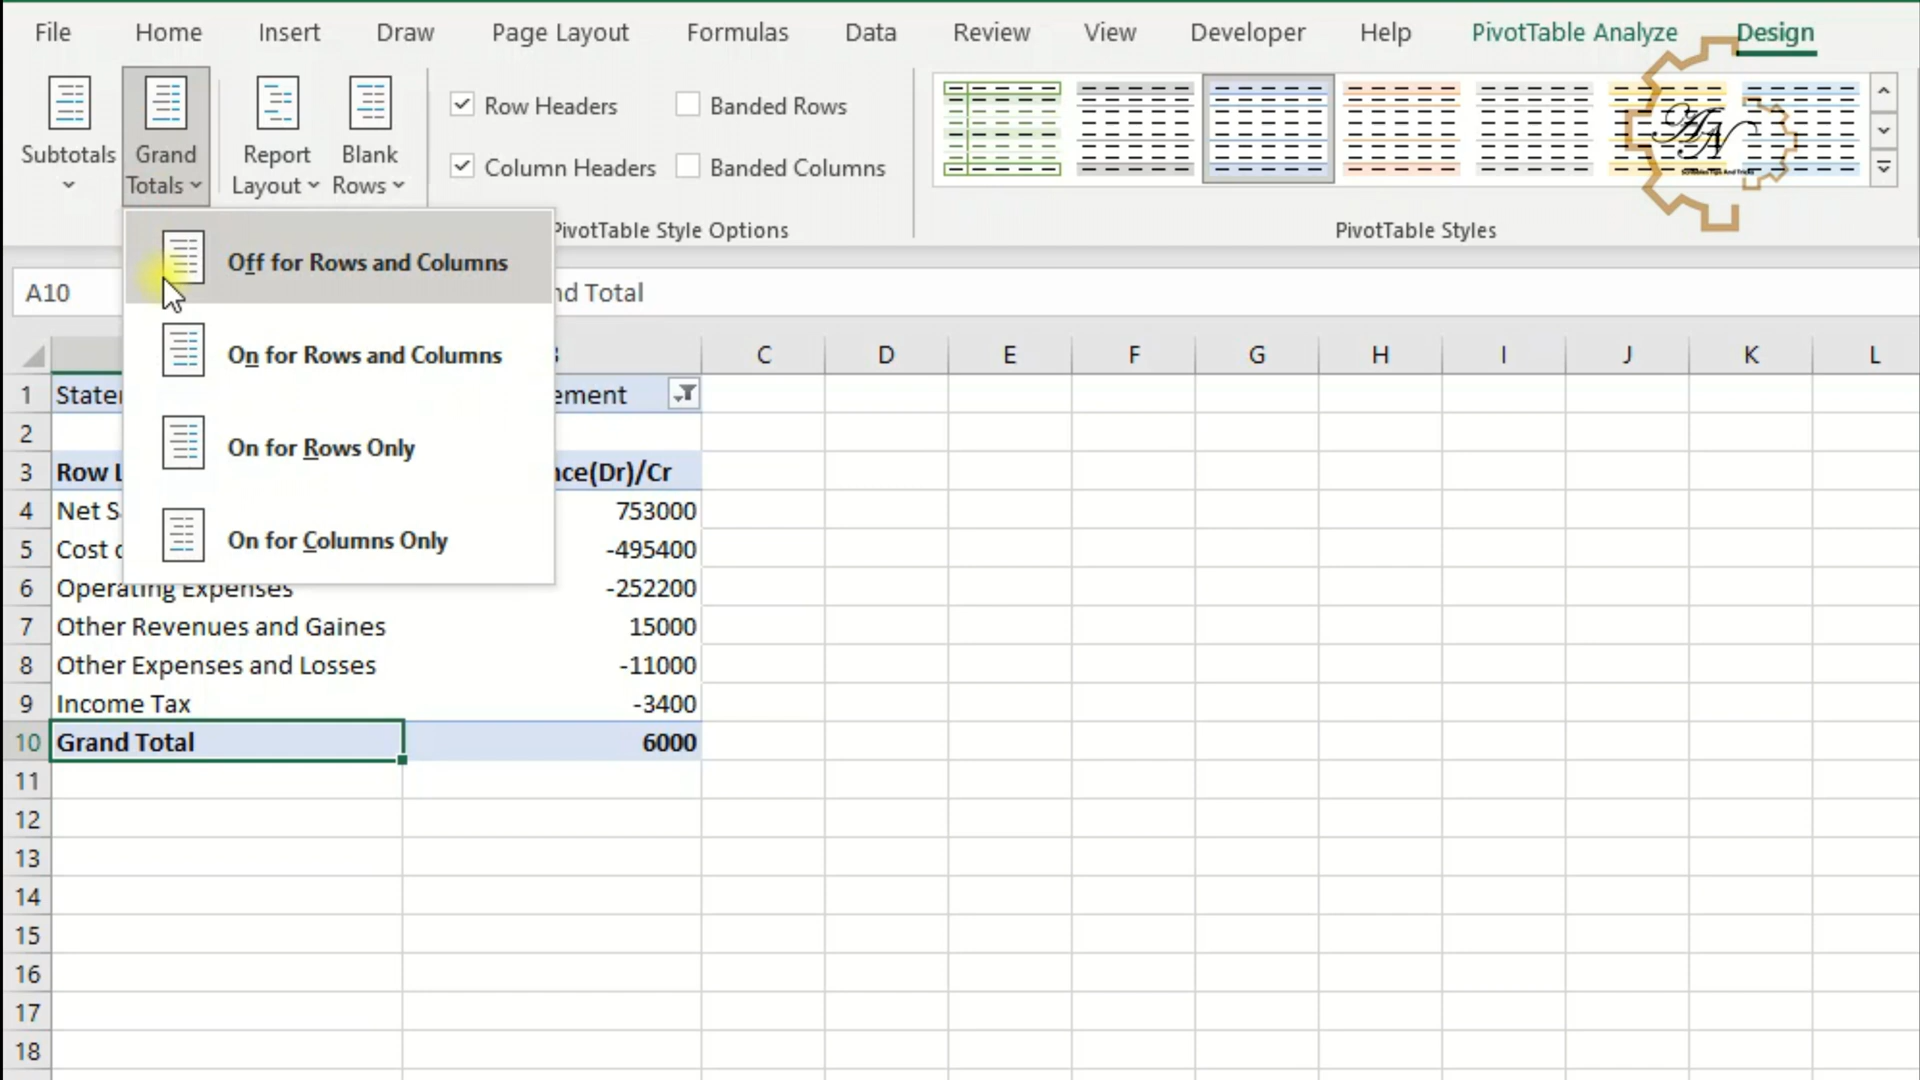 File Home Insert Draw Page Layout Formulas Data Review View Developer Help PivotTable Analyze Design
Subtotals Grand Totals Report Layout Blank Rows
Row Headers Banded Rows
Column Headers Banded Columns
PivotTable Style Options PivotTable Styles
AN
Off for Rows and Columns
On for Rows and Columns
On for Rows Only
On for Columns Only
A10 nd Total
C D E F G H I J K L
1 Stater ement
2
3 Row L nce(Dr)/Cr
4 Net S 753000
5 Cost o -495400
6 Operating Expenses -252200
7 Other Revenues and Gaines 15000
8 Other Expenses and Losses -11000
9 Income Tax -3400
10 Grand Total 6000
11
12
13
14
15
16
17
18